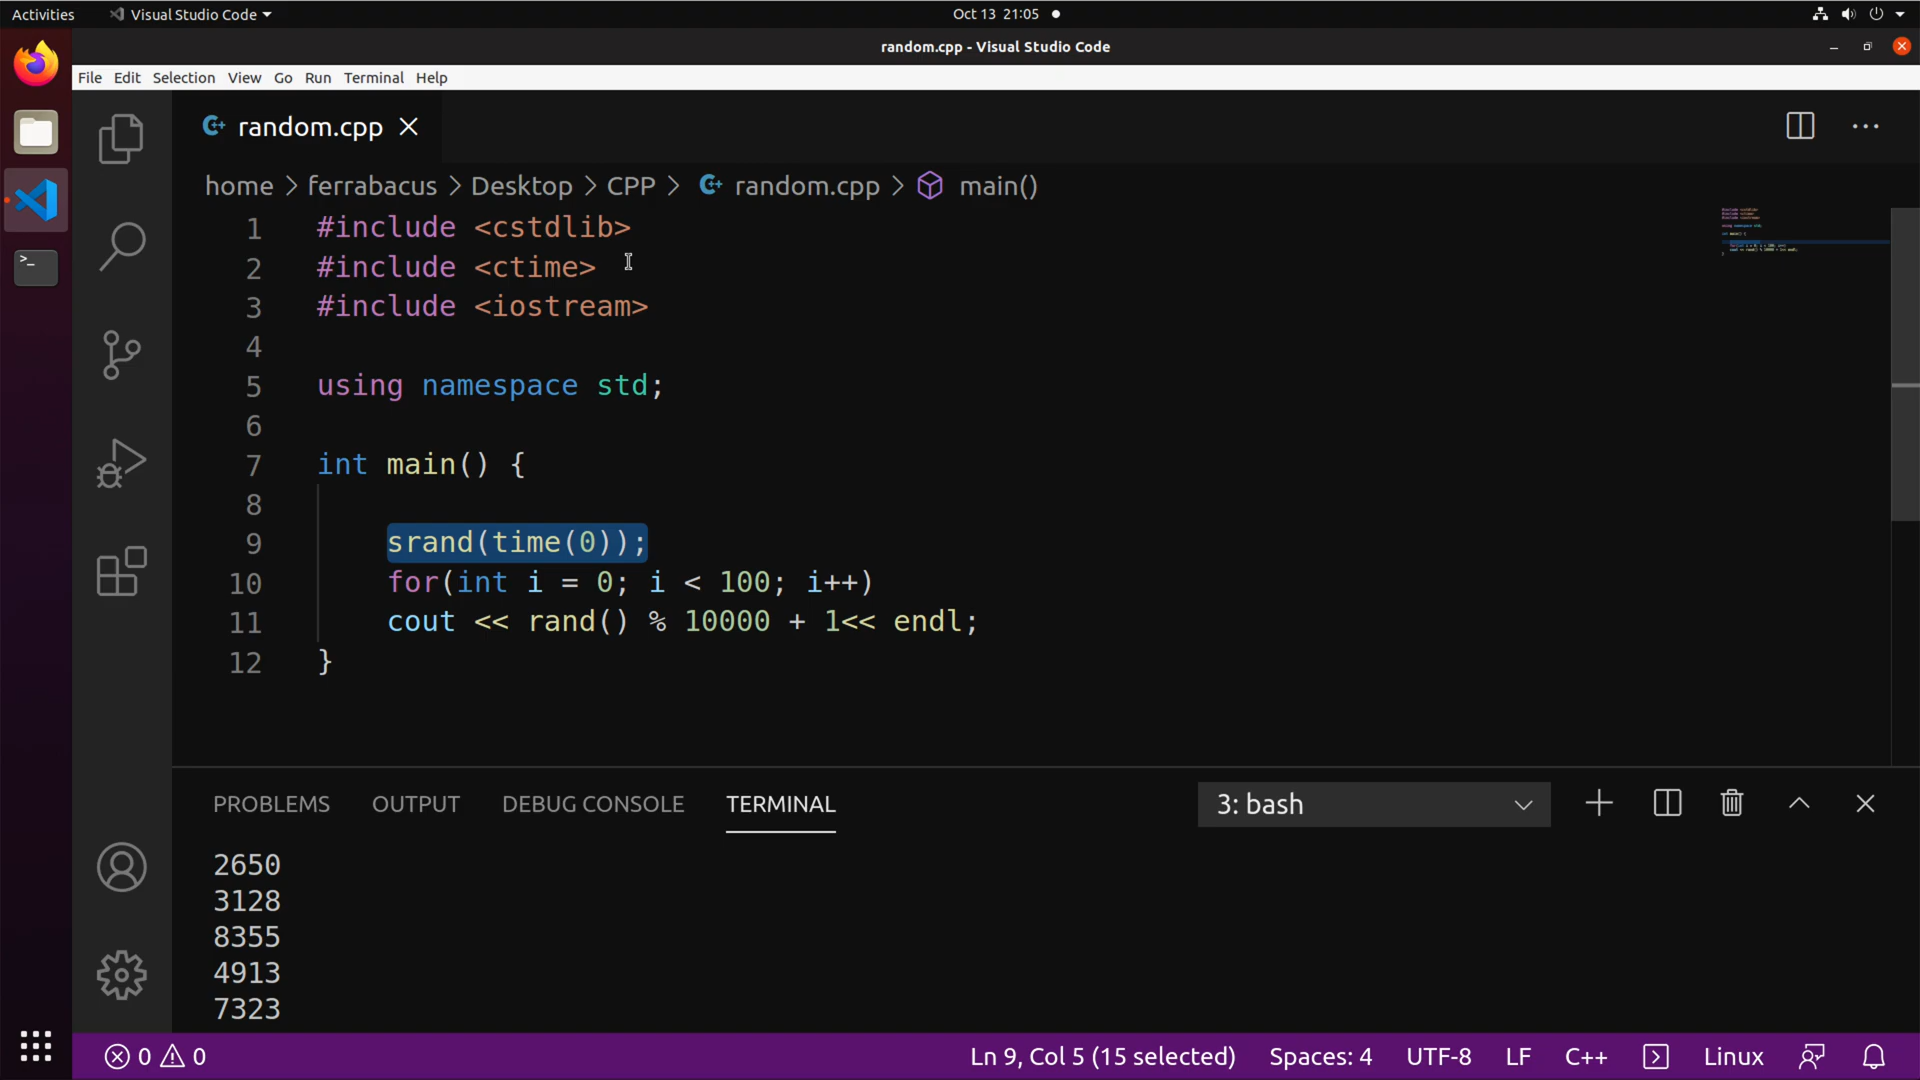 Activities Visual Studio Code Oct 13 21:05
random.cpp - Visual Studio Code
File Edit Selection View Go Run Terminal Help
random.cpp
home > ferrabacus > Desktop > CPP > random.cpp > main()
1 #include <cstdlib>
2 #include <ctime>
3 #include <iostream>
4
5 using namespace std;
6
7 int main() {
8
9 srand(time(0));
10 for(int i = 0; i < 100; i++)
11 cout << rand() % 10000 + 1<< endl;
12 }
PROBLEMS OUTPUT DEBUG CONSOLE TERMINAL 3: bash
2650
3128
8355
4913
7323
0 0 Ln 9, Col 5 (15 selected) Spaces: 4 UTF-8 LF C++ Linux